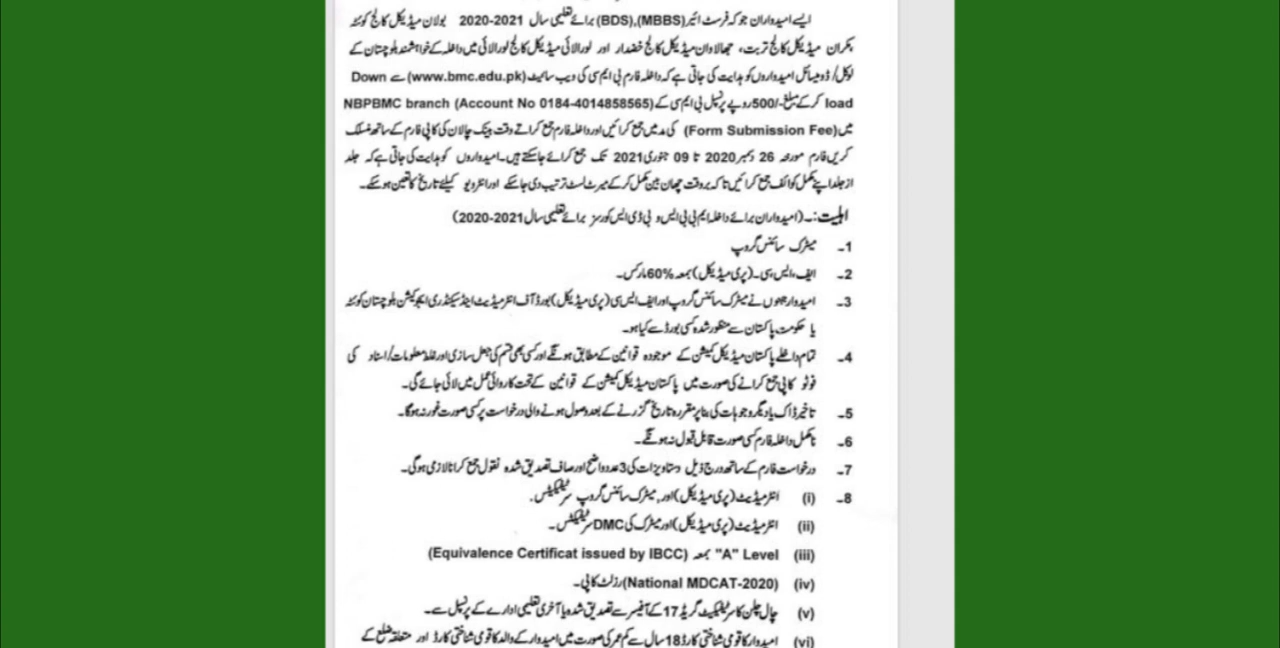 ایسے امیدواران جو کہ فرسٹ ائیر (MBBS),(BDS) برائے تعلیمی سال 2021-2020 بولان میڈیکل کالج کوئٹہ
مکران میڈیکل کالج تربت، جھالاوان میڈیکل کالج خضدار اور لورالائی میڈیکل کالج لورالائی میں داخلہ کے خواہشمند بلوچستان کے
لوکل/ڈومیسائل امیدواروں کو ہدایت کی جاتی ہے کہ داخلہ فارم بی ایم سی کی ویب سائیٹ (www.bmc.edu.pk) سے Down
load کر کے مبلغ -/500 روپے پرنسپل بی ایم سی کے NBPBMC branch (Account No 0184-4014858565)
میں (Form Submission Fee) کی مد میں جمع کرائیں اور داخلہ فارم جمع کراتے وقت بینک چالان کی کاپی فارم کے ساتھ منسلک
کریں فارم مورخہ 26 دسمبر 2020 تا 09 جنوری 2021 تک جمع کرائے جاسکتے ہیں۔ امیدواروں کو ہدایت کی جاتی ہے کہ جلد
از جلد اپنے مکمل کوائف جمع کرائیں تاکہ بروقت چھان بین مکمل کر کے میرٹ لسٹ ترتیب دی جاسکے اور انٹرویو کیلئے تاریخ کا تعین ہو سکے۔
اہلیت:۔ (امیدواران برائے داخلہ ایم بی بی ایس و بی ڈی ایس کورسز برائے تعلیمی سال 2021-2020)
1۔ میٹرک سائنس گروپ
2۔ ایف۔ایس۔سی۔ (پری میڈیکل) بمعہ 60% مارکس۔
3۔ امیدوار جنہوں نے میٹرک سائنس گروپ اور ایف ایس سی (پری میڈیکل) بورڈ آف انٹرمیڈیٹ اینڈ سیکنڈری ایجوکیشن بلوچستان کوئٹہ
یا حکومت پاکستان سے منظور شدہ کسی بورڈ سے کیا ہو۔
4۔ تمام داخلے پاکستان میڈیکل کمیشن کے موجودہ قوانین کے مطابق ہونگے اور کسی بھی قسم کی جعل سازی اور غلط معلومات/اسناد کی
فوٹو کاپی جمع کرانے کی صورت میں پاکستان میڈیکل کمیشن کے قوانین کے تحت کاروائی عمل میں لائی جائے گی۔
5۔ تاخیر ڈاک یا دیگر وجوہات کی بنا پر مقررہ تاریخ گزرنے کے بعد وصول ہونے والی درخواست پر کسی صورت غور نہ ہوگا۔
6۔ نامکمل داخلہ فارم کسی صورت قابل قبول نہ ہونگے۔
7۔ درخواست فارم کے ساتھ درج ذیل دستاویزات کی 3 عدد واضح اور صاف تصدیق شدہ نقول جمع کرانا لازمی ہوگی۔
8۔ (i) انٹرمیڈیٹ (پری میڈیکل) اور, میٹرک سائنس گروپ سرٹیفکیٹس.
(ii) انٹرمیڈیٹ (پری میڈیکل) اور میٹرک کی DMC سرٹیفکیٹس۔
(iii) "A" Level بمعہ (Equivalence Certificat issued by IBCC)
(iv) (National MDCAT-2020) رزلٹ کاپی۔
(v) چال چلن کا سرٹیفکیٹ گریڈ 17 کے آفیسر سے تصدیق شدہ یا آخری تعلیمی ادارے کے پرنسپل سے۔
(vi) امیدوار کا قومی شناختی کارڈ 18 سال سے کم عمر کی صورت میں امیدوار کے والد کا قومی شناختی کارڈ اور متعلقہ ضلع کے